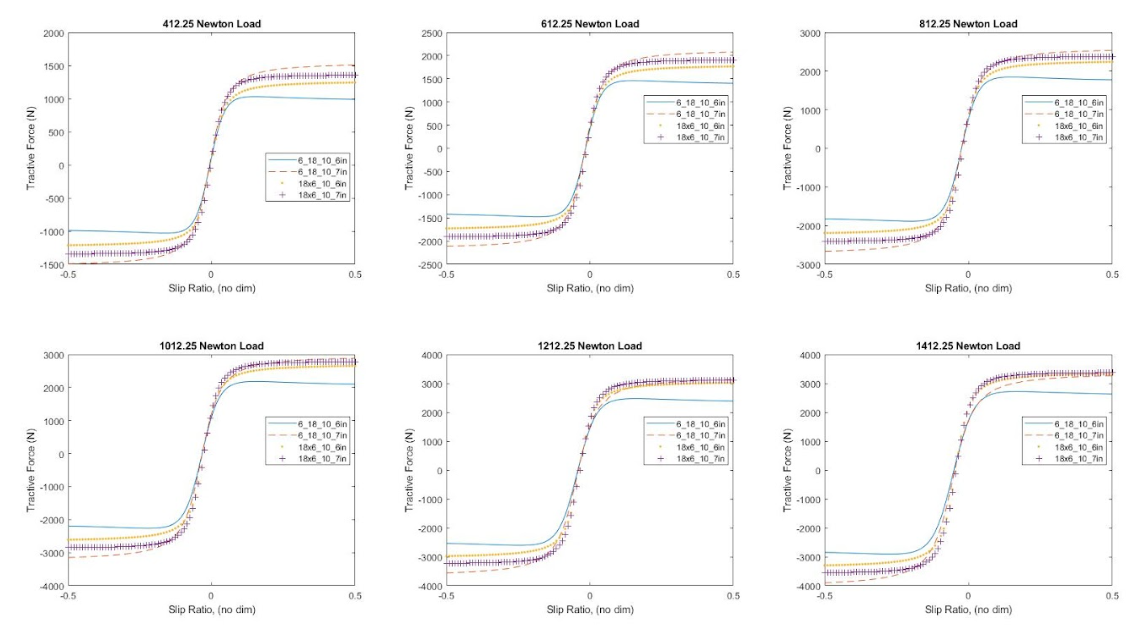 412.25 Newton Load
2000
1500
1000
500
0
-500
-1000
-1500
-0.5
0
0.5
Tractive Force (N)
Slip Ratio, (no dim)
6_18_10_6in
6_18_10_7in
18x6_10_6in
18x6_10_7in
612.25 Newton Load
2500
2000
1500
1000
500
0
-500
-1000
-1500
-2000
-2500
-0.5
0
0.5
Tractive Force (N)
Slip Ratio, (no dim)
6_18_10_6in
6_18_10_7in
18x6_10_6in
18x6_10_7in
812.25 Newton Load
3000
2000
1000
0
-1000
-2000
-3000
-0.5
0
0.5
Tractive Force (N)
Slip Ratio, (no dim)
6_18_10_6in
6_18_10_7in
18x6_10_6in
18x6_10_7in
1012.25 Newton Load
3000
2000
1000
0
-1000
-2000
-3000
-4000
-0.5
0
0.5
Tractive Force (N)
Slip Ratio, (no dim)
6_18_10_6in
6_18_10_7in
18x6_10_6in
18x6_10_7in
1212.25 Newton Load
4000
3000
2000
1000
0
-1000
-2000
-3000
-4000
-0.5
0
0.5
Tractive Force (N)
Slip Ratio, (no dim)
6_18_10_6in
6_18_10_7in
18x6_10_6in
18x6_10_7in
1412.25 Newton Load
4000
3000
2000
1000
0
-1000
-2000
-3000
-4000
-0.5
0
0.5
Tractive Force (N)
Slip Ratio, (no dim)
6_18_10_6in
6_18_10_7in
18x6_10_6in
18x6_10_7in